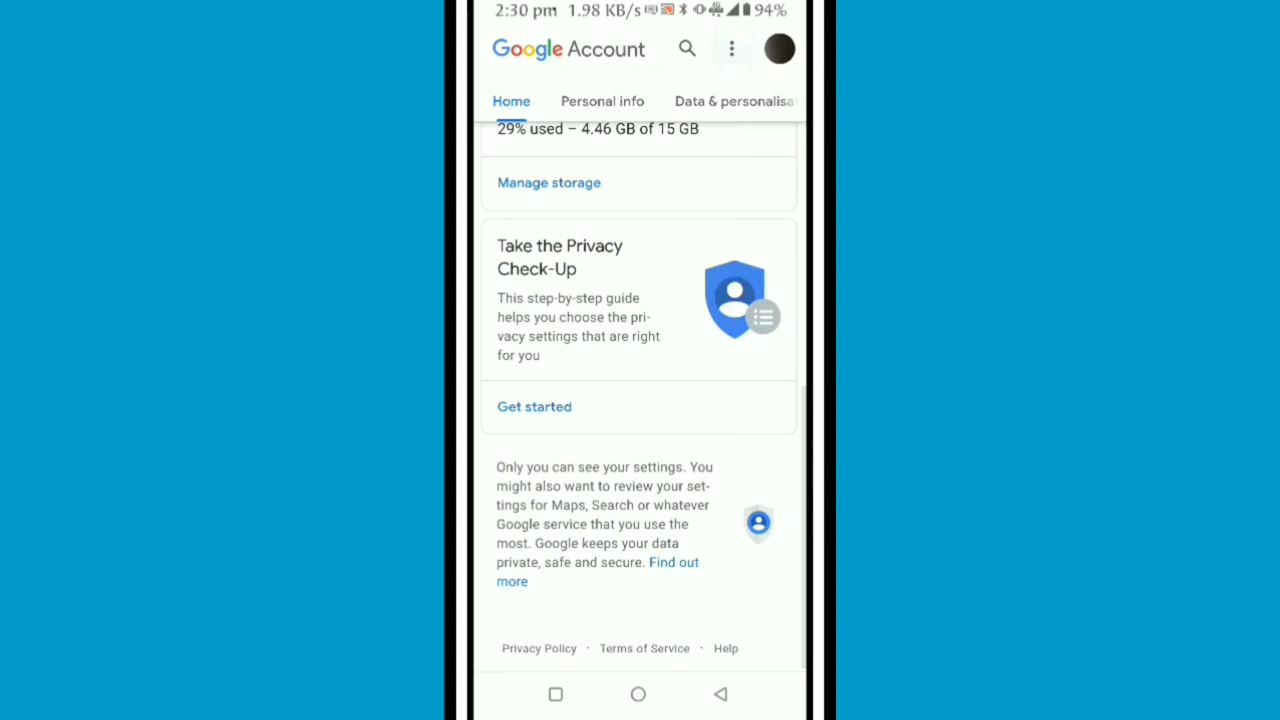 2:30 pm 1.98 KB/s 94%
Google Account
Home Personal info Data & personalisat
29% used – 4.46 GB of 15 GB
Manage storage
Take the Privacy
Check-Up
This step-by-step guide
helps you choose the pri-
vacy settings that are right
for you
Get started
Only you can see your settings. You
might also want to review your set-
tings for Maps, Search or whatever
Google service that you use the
most. Google keeps your data
private, safe and secure. Find out
more
Privacy Policy · Terms of Service · Help